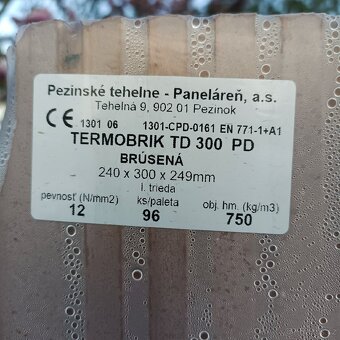 Pezinské tehelne - Paneláreň, a.s.
Tehelná 9, 902 01 Pezinok
CE 1301 06 1301-CPD-0161 EN 771-1+A1
TERMOBRIK TD 300 PD
BRÚSENÁ
240 x 300 x 249mm
I. trieda
pevnosť (N/mm2) ks/paleta obj. hm. (kg/m3)
12 96 750